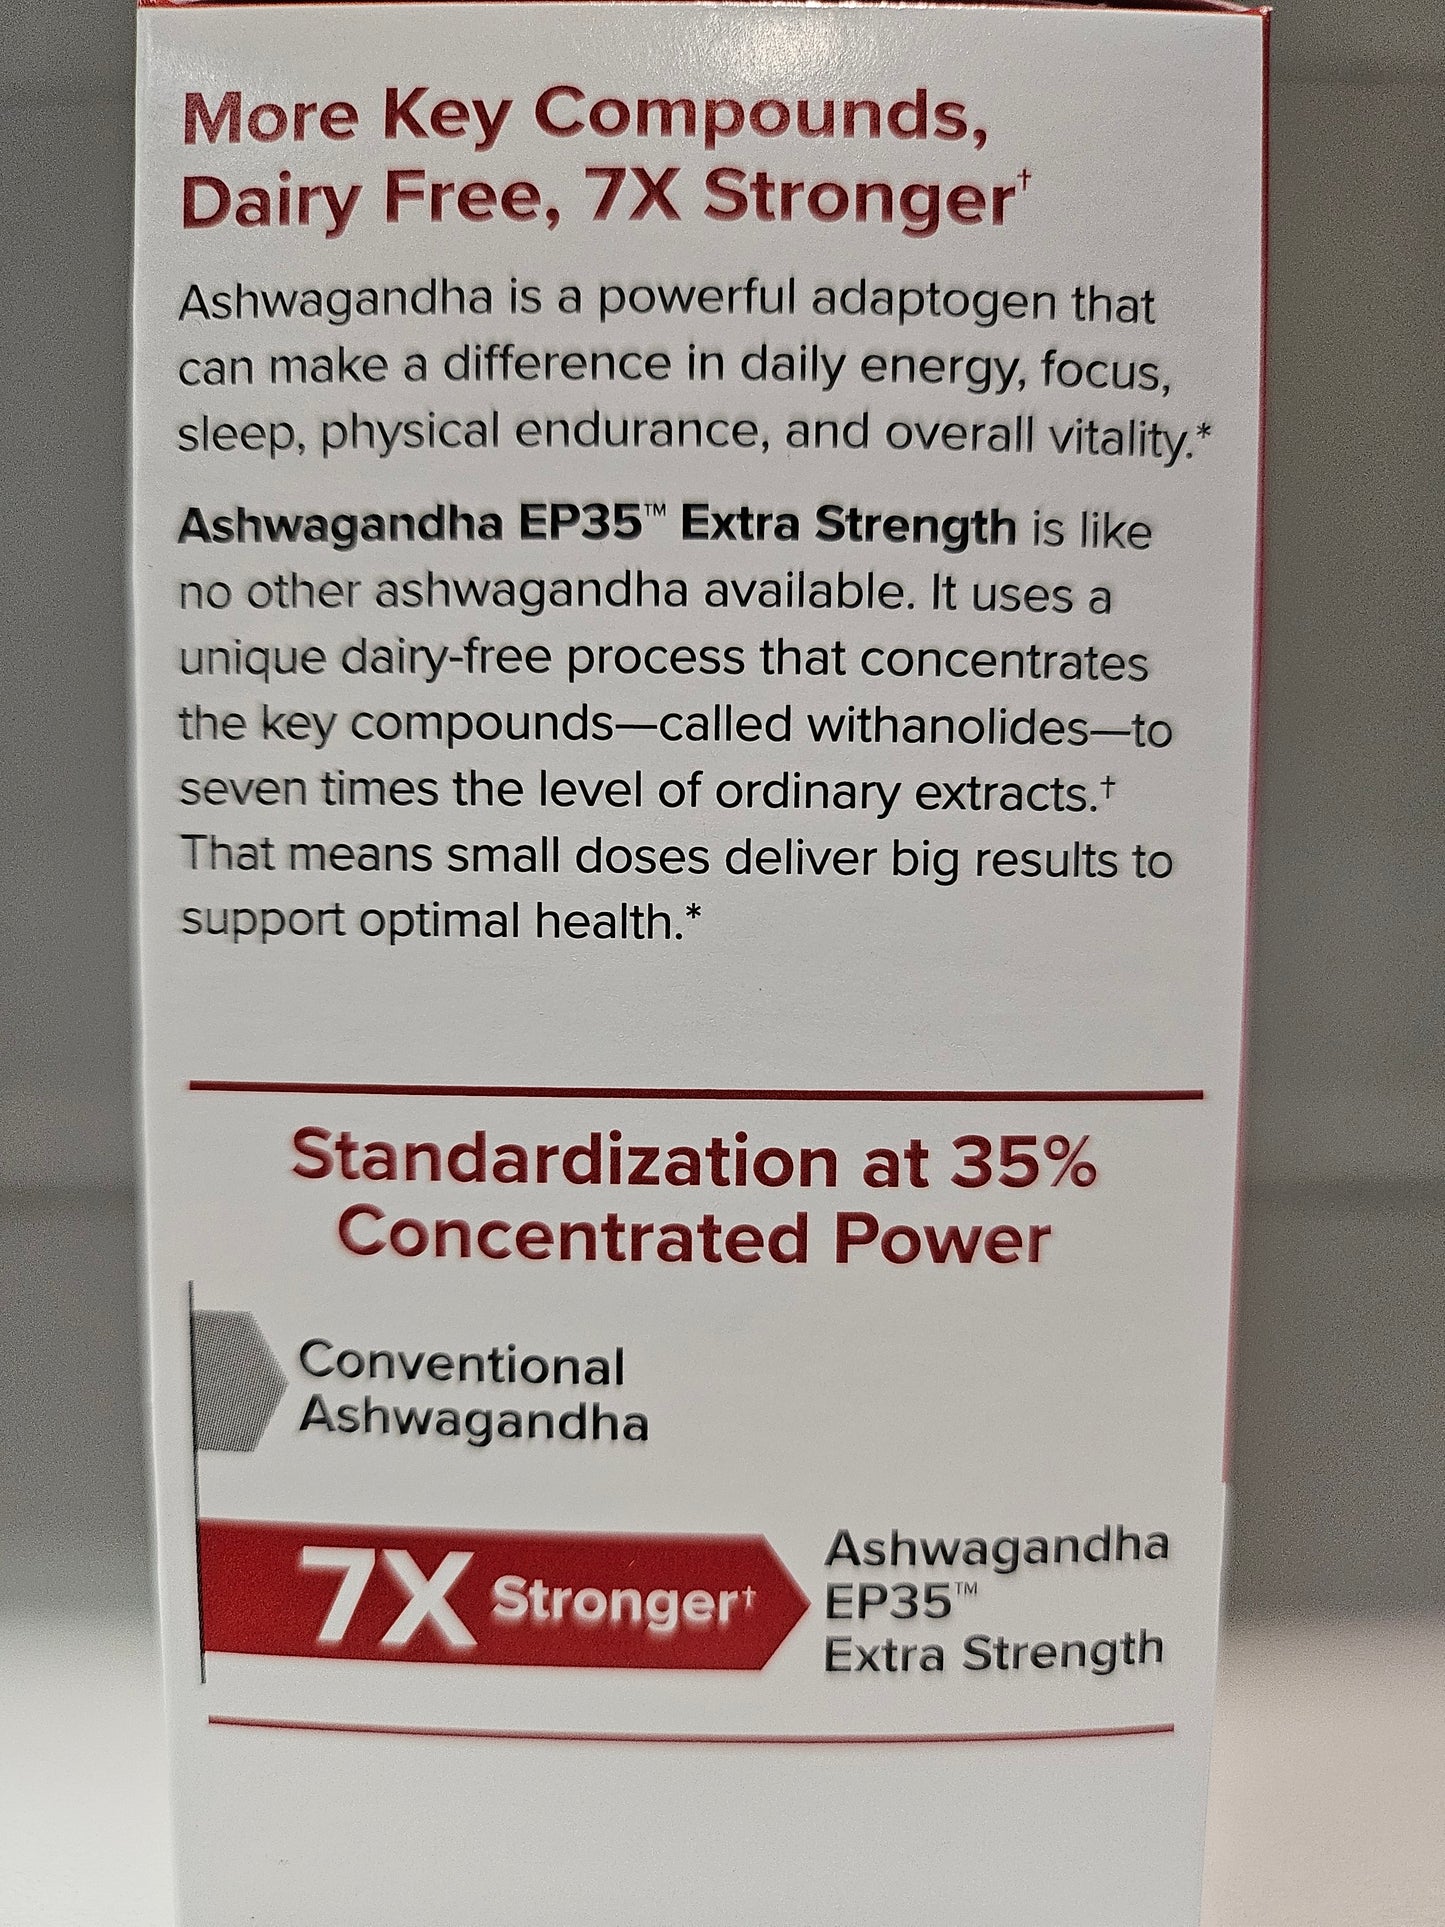 More Key Compounds,
Dairy Free, 7X Stronger†
Ashwagandha is a powerful adaptogen that
can make a difference in daily energy, focus,
sleep, physical endurance, and overall vitality.*
Ashwagandha EP35™ Extra Strength is like
no other ashwagandha available. It uses a
unique dairy-free process that concentrates
the key compounds—called withanolides—to
seven times the level of ordinary extracts.†
That means small doses deliver big results to
support optimal health.*
Standardization at 35%
Concentrated Power
Conventional
Ashwagandha
7X Stronger†
Ashwagandha
EP35™
Extra Strength